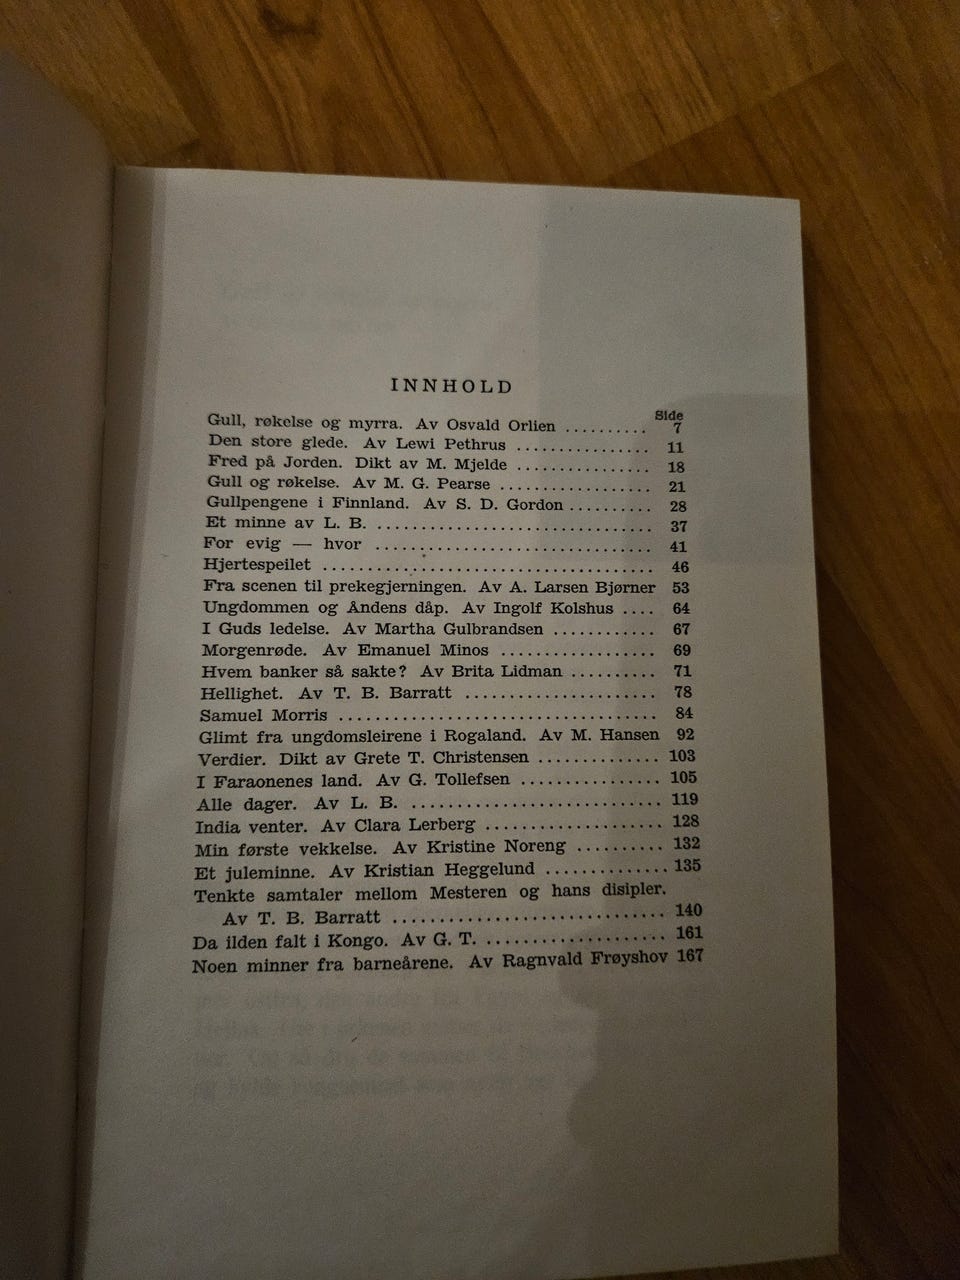 INNHOLD
Side
Gull, røkelse og myrra. Av Osvald Orlien .......... 7
Den store glede. Av Lewi Pethrus ................ 11
Fred på Jorden. Dikt av M. Mjelde ................ 18
Gull og røkelse. Av M. G. Pearse .................. 21
Gullpengene i Finnland. Av S. D. Gordon .......... 28
Et minne av L. B. ................................. 37
For evig — hvor .................................. 41
Hjertespeilet ........................................ 46
Fra scenen til prekegjerningen. Av A. Larsen Bjørner 53
Ungdommen og Åndens dåp. Av Ingolf Kolshus .... 64
I Guds ledelse. Av Martha Gulbrandsen ............ 67
Morgenrøde. Av Emanuel Minos .................. 69
Hvem banker så sakte? Av Brita Lidman .......... 71
Hellighet. Av T. B. Barratt ....................... 78
Samuel Morris ...................................... 84
Glimt fra ungdomsleirene i Rogaland. Av M. Hansen 92
Verdier. Dikt av Grete T. Christensen .............. 103
I Faraonenes land. Av G. Tollefsen ................ 105
Alle dager. Av L. B. .............................. 119
India venter. Av Clara Lerberg ..................... 128
Min første vekkelse. Av Kristine Noreng .......... 132
Et juleminne. Av Kristian Heggelund .............. 135
Tenkte samtaler mellom Mesteren og hans disipler.
Av T. B. Barratt ................................ 140
Da ilden falt i Kongo. Av G. T. ..................... 161
Noen minner fra barneårene. Av Ragnvald Frøyshov 167